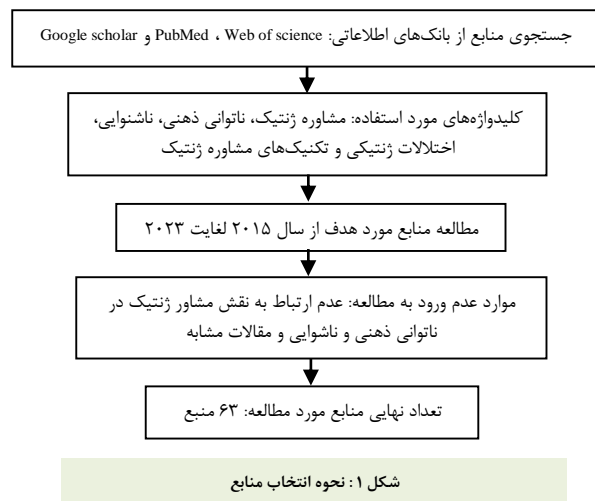 جستجوی منابع از بانک‌های اطلاعاتی: PubMed ، Web of science و Google scholar
کلیدواژه‌های مورد استفاده: مشاوره ژنتیک، ناتوانی ذهنی، ناشنوایی،
اختلالات ژنتیکی و تکنیک‌های مشاوره ژنتیک
مطالعه منابع مورد هدف از سال ۲۰۱۵ لغایت ۲۰۲۳
موارد عدم ورود به مطالعه: عدم ارتباط به نقش مشاور ژنتیک در
ناتوانی ذهنی و ناشوایی و مقالات مشابه
تعداد نهایی منابع مورد مطالعه: ۶۳ منبع
شکل ۱: نحوه انتخاب منابع